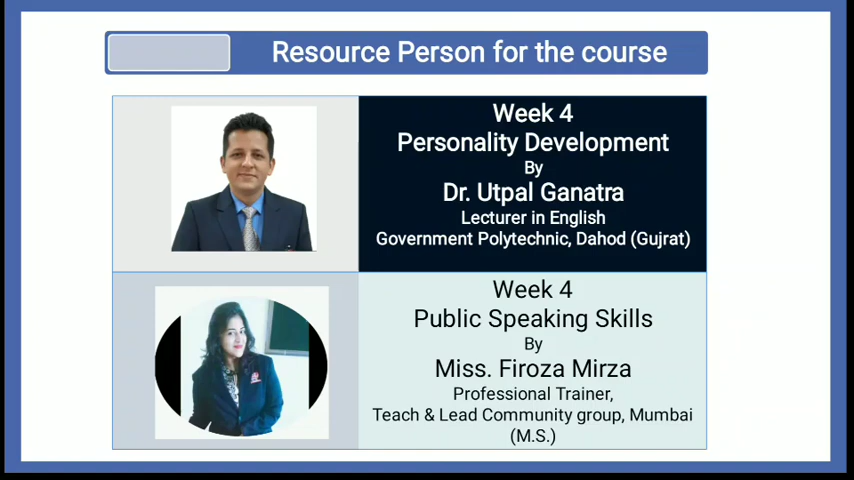 Resource Person for the course
Week 4
Personality Development
By
Dr. Utpal Ganatra
Lecturer in English
Government Polytechnic, Dahod (Gujrat)
Week 4
Public Speaking Skills
By
Miss. Firoza Mirza
Professional Trainer,
Teach & Lead Community group, Mumbai
(M.S.)